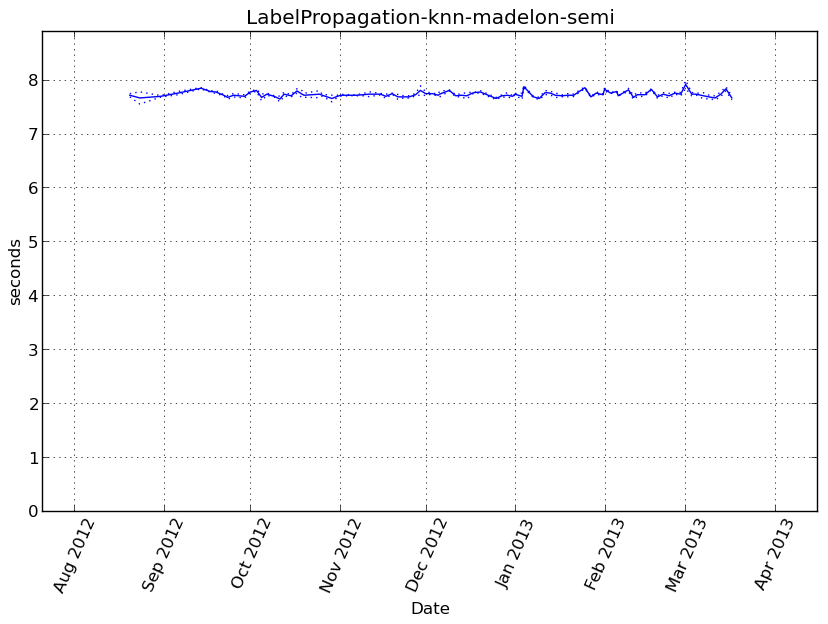 LabelPropagation-knn-madelon-semi
8
7
6
5
4
3
2
1
0
seconds
Aug 2012
Sep 2012
Oct 2012
Nov 2012
Dec 2012
Jan 2013
Feb 2013
Mar 2013
Apr 2013
Date